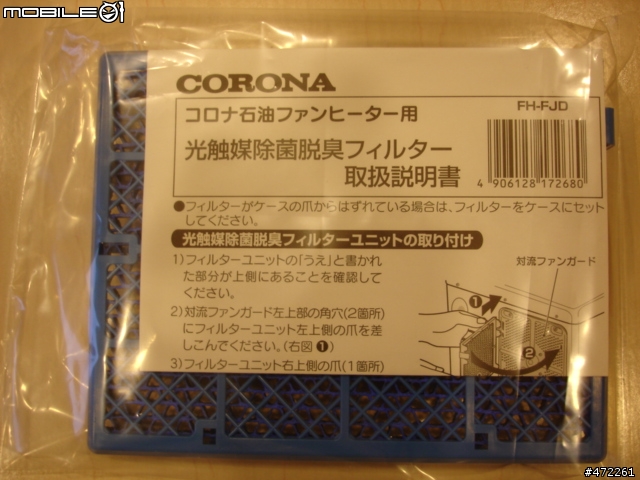 MOBILE01
CORONA
コロナ石油ファンヒーター用
FH-FJD
光触媒除菌脱臭フィルター
取扱説明書
4 906128 172680
●フィルターがケースの爪からはずれている場合は、フィルターをケースにセット
してください。
光触媒除菌脱臭フィルターユニットの取り付け
1)フィルターユニットの「うえ」と書かれ
た部分が上側にあることを確認して
ください。
2)対流ファンガード左上部の角穴(2箇所)
にフィルターユニット左上側の爪を差
しこんでください。(右図❶)
3)フィルターユニット右上側の爪(1箇所)
対流ファンガード
❶
❷
#472261